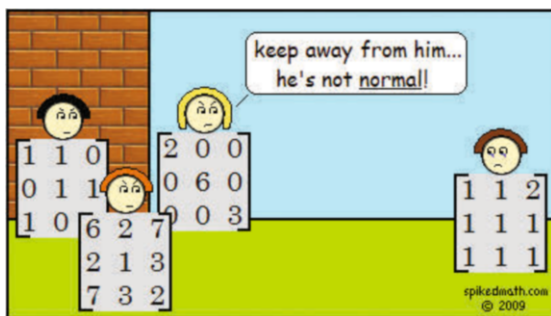 keep away from him...
he's not normal!
1 1 0
0 1 1
1 0
2 0 0
0 6 0
0 0 3
6 2 7
2 1 3
7 3 2
1 1 2
1 1 1
1 1 1
spikedmath.com
© 2009